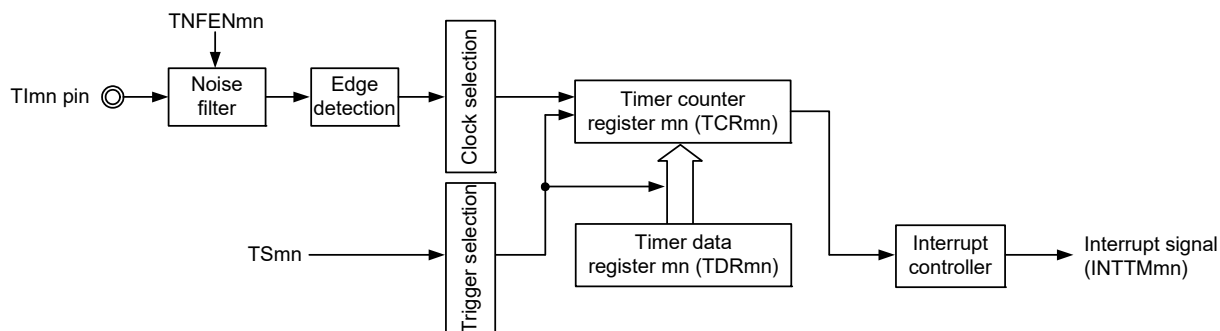 TNFENmn
TImn pin
Noise
filter
Edge
detection
Clock selection
Timer counter
register mn (TCRmn)
TSmn
Trigger selection
Timer data
register mn (TDRmn)
Interrupt
controller
Interrupt signal
(INTTMmn)